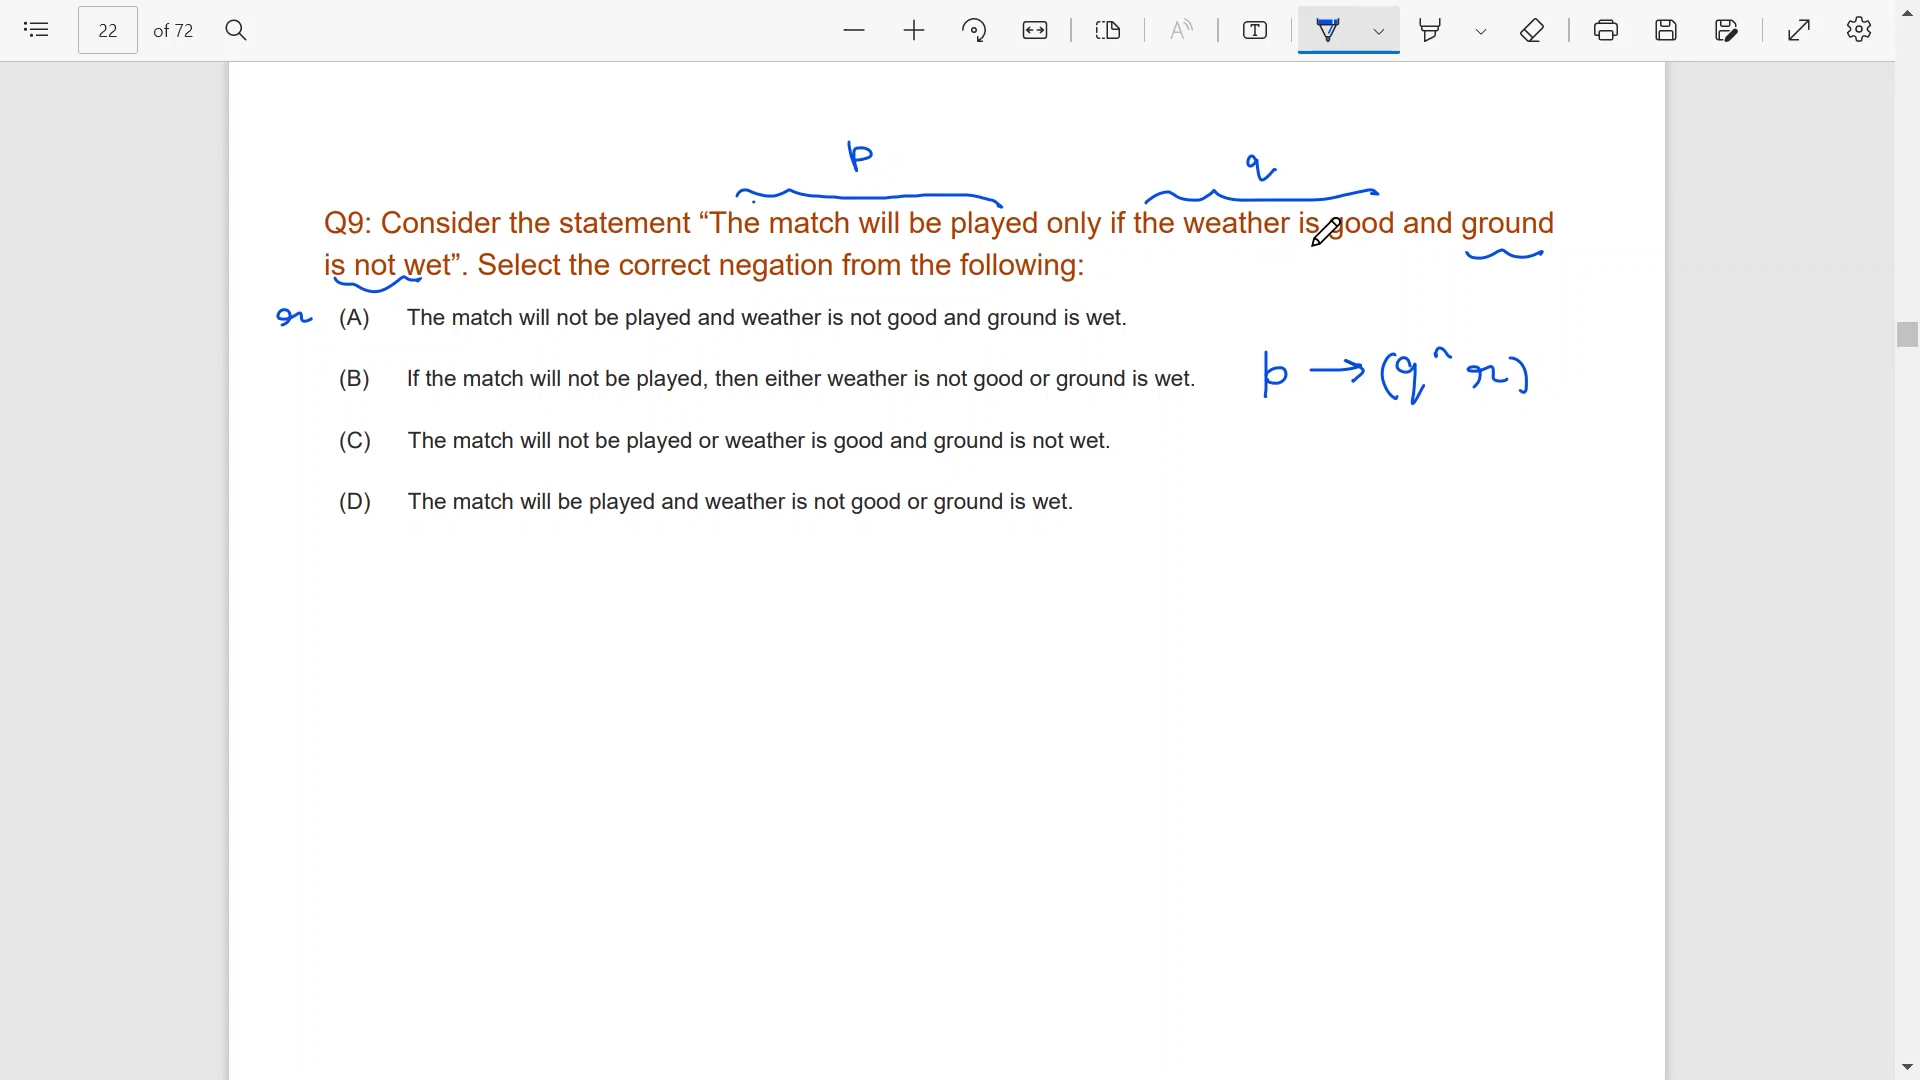 22 of 72
p
q
Q9: Consider the statement “The match will be played only if the weather is good and ground
is not wet”. Select the correct negation from the following:
r (A) The match will not be played and weather is not good and ground is wet.
(B) If the match will not be played, then either weather is not good or ground is wet.
p → (q ^ r)
(C) The match will not be played or weather is good and ground is not wet.
(D) The match will be played and weather is not good or ground is wet.